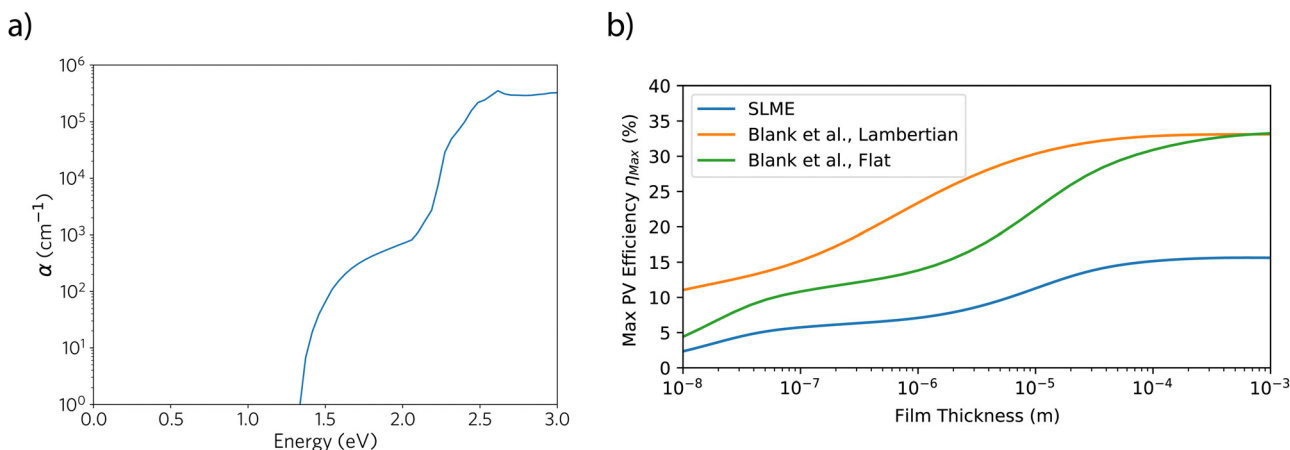 a)
10^6
10^5
10^4
10^3
10^2
10^1
10^0
α (cm^−1)
0.0 0.5 1.0 1.5 2.0 2.5 3.0
Energy (eV)
b)
40
35
30
25
20
15
10
5
0
Max PV Efficiency η_Max (%)
SLME
Blank et al., Lambertian
Blank et al., Flat
10^−8 10^−7 10^−6 10^−5 10^−4 10^−3
Film Thickness (m)